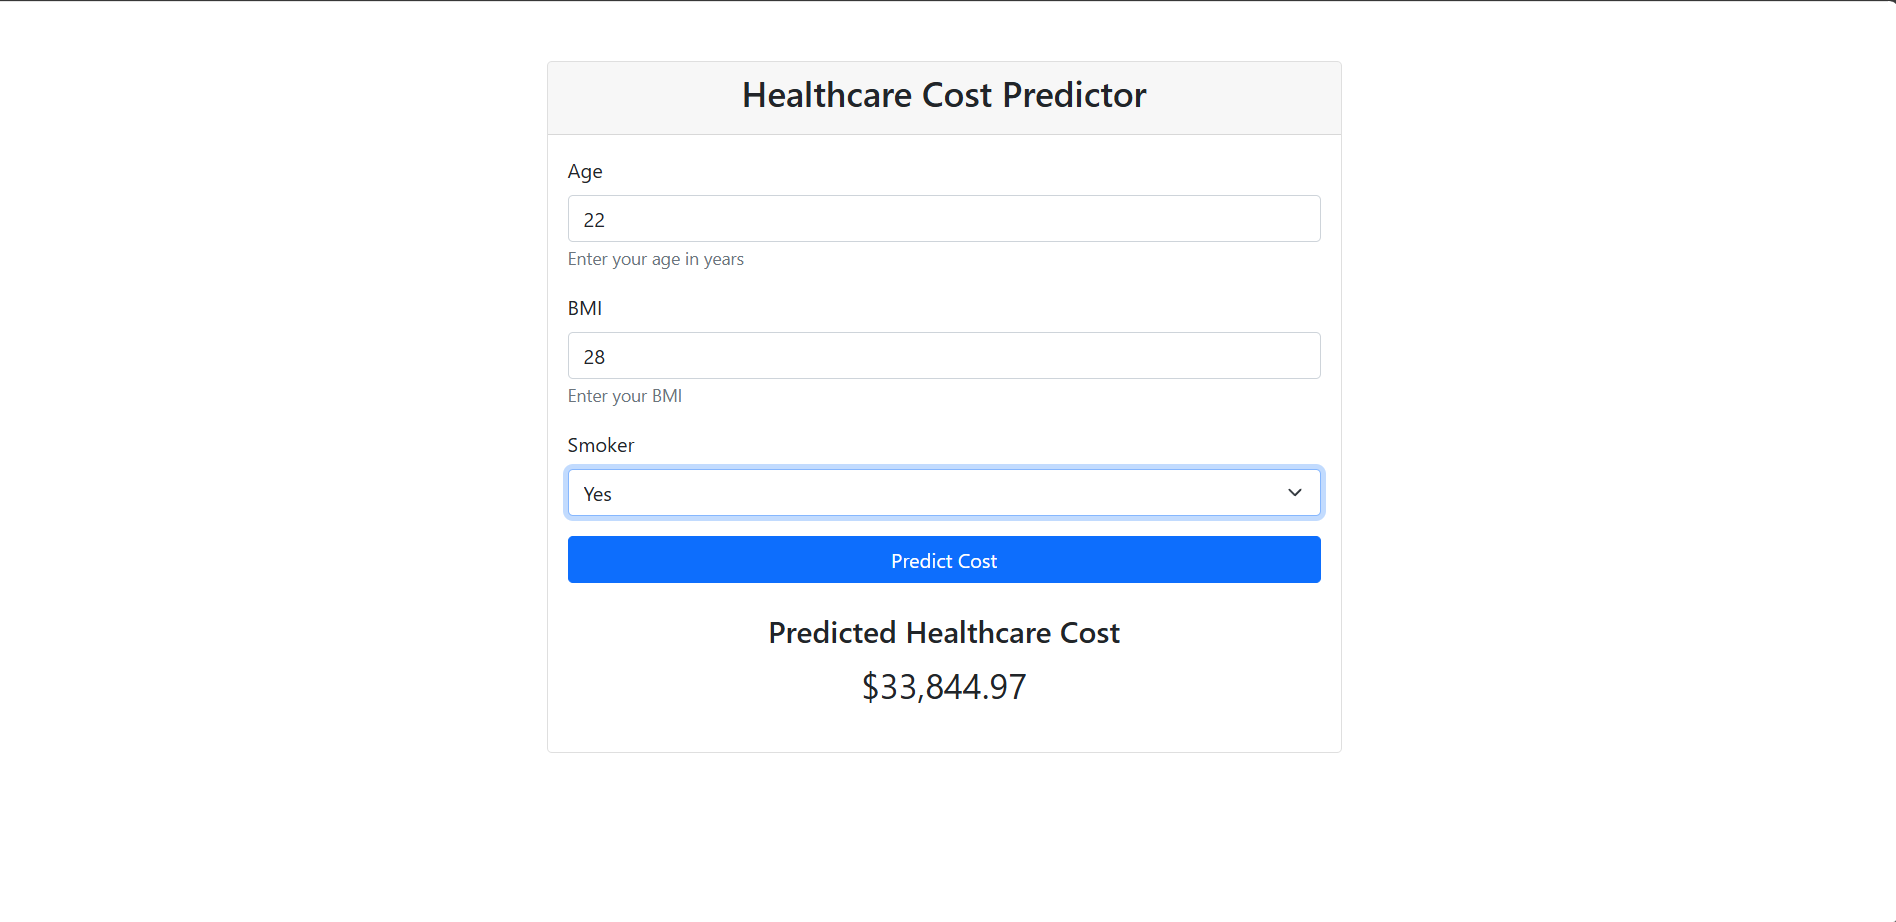 Healthcare Cost Predictor
Age
22
Enter your age in years
BMI
28
Enter your BMI
Smoker
Yes
Predict Cost
Predicted Healthcare Cost
$33,844.97